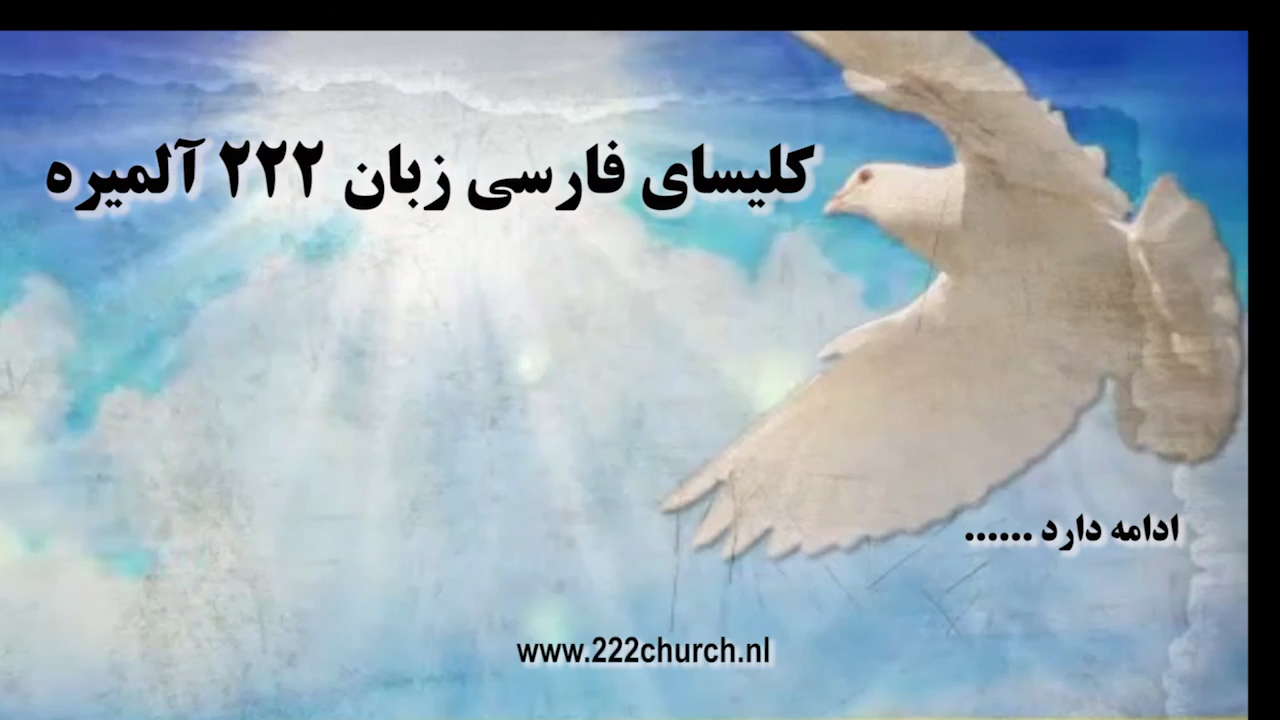 کلیسای فارسی زبان ۲۲۲ آلمیره
ادامه دارد ......
www.222church.nl